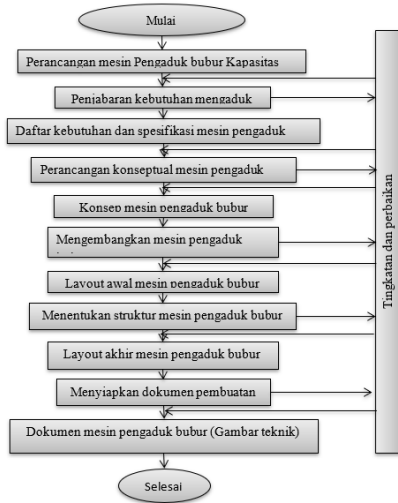 Mulai
Perancangan mesin Pengaduk bubur Kapasitas
Penjabaran kebutuhan mengaduk
Daftar kebutuhan dan spesifikasi mesin pengaduk
Perancangan konseptual mesin pengaduk
Konsep mesin pengaduk bubur
Mengembangkan mesin pengaduk
Layout awal mesin pengaduk bubur
Menentukan struktur mesin pengaduk bubur
Layout akhir mesin pengaduk bubur
Menyiapkan dokumen pembuatan
Dokumen mesin pengaduk bubur (Gambar teknik)
Selesai
Tingkatan dan perbaikan